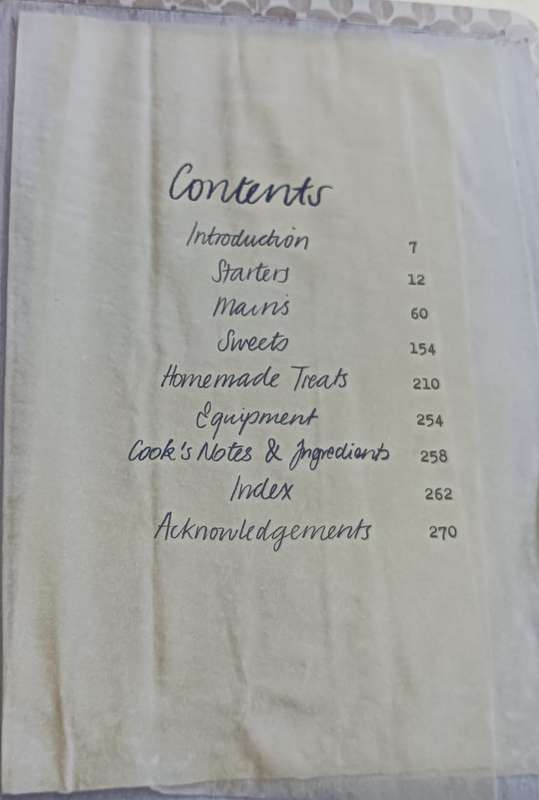 Contents
Introduction 7
Starters 12
Mains 60
Sweets 154
Homemade Treats 210
Equipment 254
Cook's Notes & Ingredients 258
Index 262
Acknowledgements 270